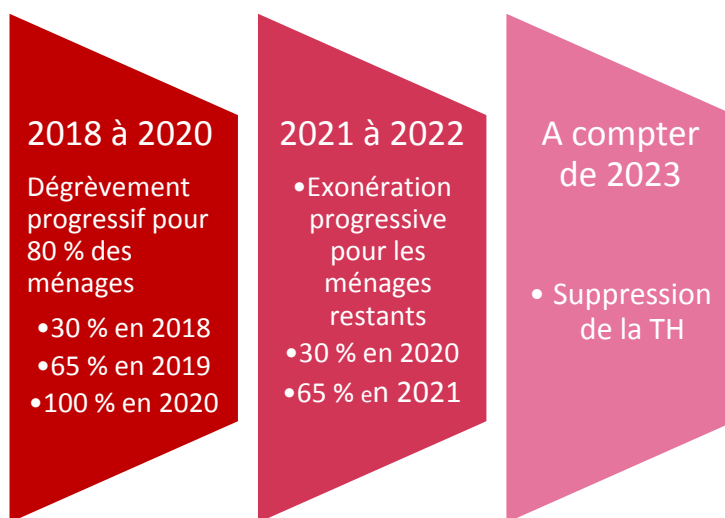 2018 à 2020
Dégrèvement
progressif pour
80 % des
ménages
•30 % en 2018
•65 % en 2019
•100 % en 2020
2021 à 2022
•Exonération
progressive
pour les
ménages
restants
•30 % en 2020
•65 % en 2021
A compter
de 2023
• Suppression
de la TH